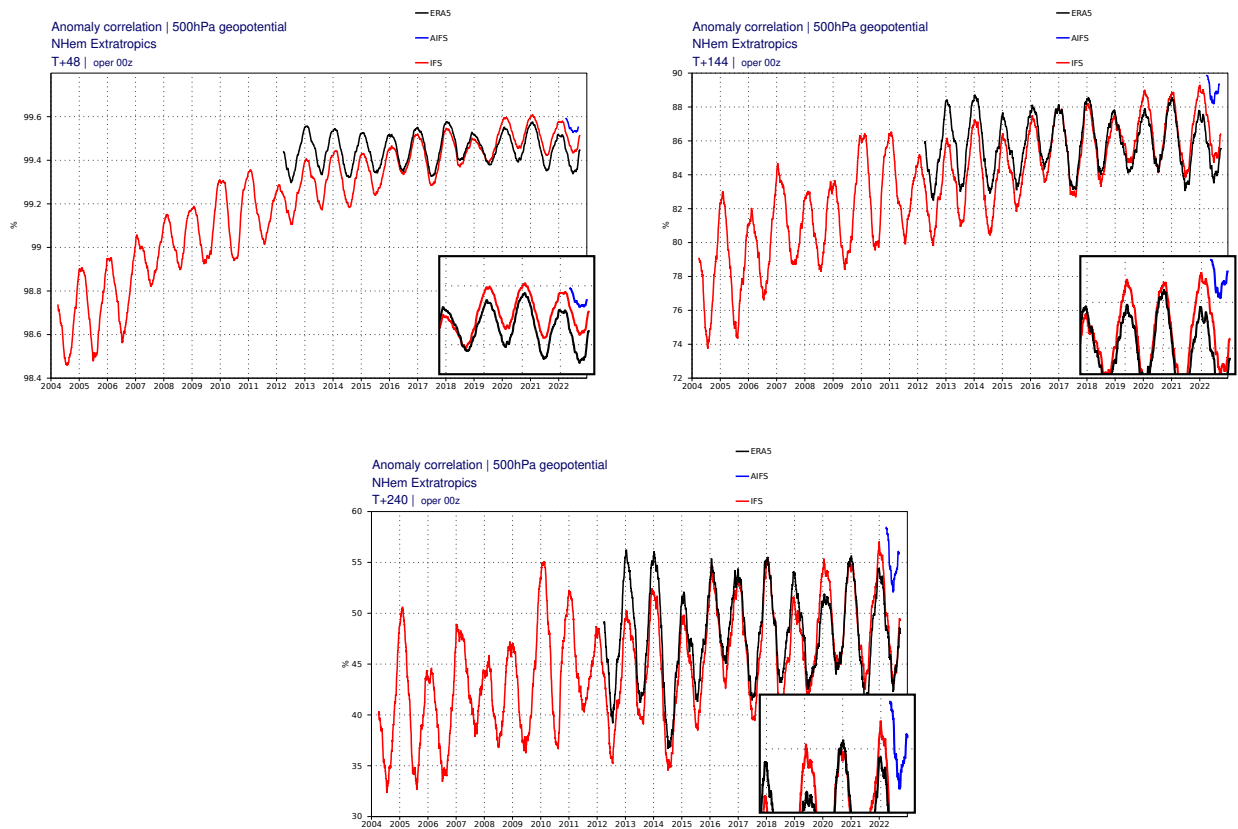 ERA5
Anomaly correlation | 500hPa geopotential
NHem Extratropics
AIFS
T+48 | oper 00z
IFS
99.6
99.4
99.2
99
98.8
98.6
98.4
%
2004 2005 2006 2007 2008 2009 2010 2011 2012 2013 2014 2015 2016 2017 2018 2019 2020 2021 2022
ERA5
Anomaly correlation | 500hPa geopotential
NHem Extratropics
AIFS
T+144 | oper 00z
IFS
90
88
86
84
82
80
78
76
74
72
%
2004 2005 2006 2007 2008 2009 2010 2011 2012 2013 2014 2015 2016 2017 2018 2019 2020 2021 2022
ERA5
Anomaly correlation | 500hPa geopotential
NHem Extratropics
AIFS
T+240 | oper 00z
IFS
60
55
50
45
40
35
30
%
2004 2005 2006 2007 2008 2009 2010 2011 2012 2013 2014 2015 2016 2017 2018 2019 2020 2021 2022